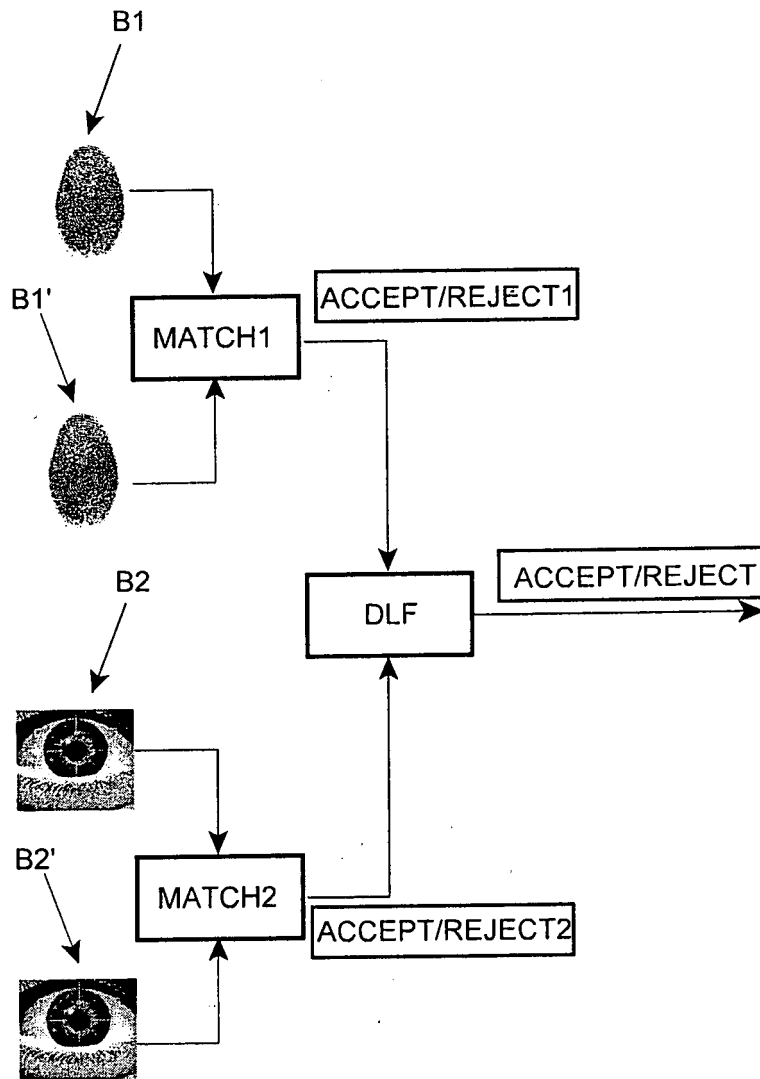 B1
B1'
MATCH1
ACCEPT/REJECT1
DLF
ACCEPT/REJECT
B2
B2'
MATCH2
ACCEPT/REJECT2